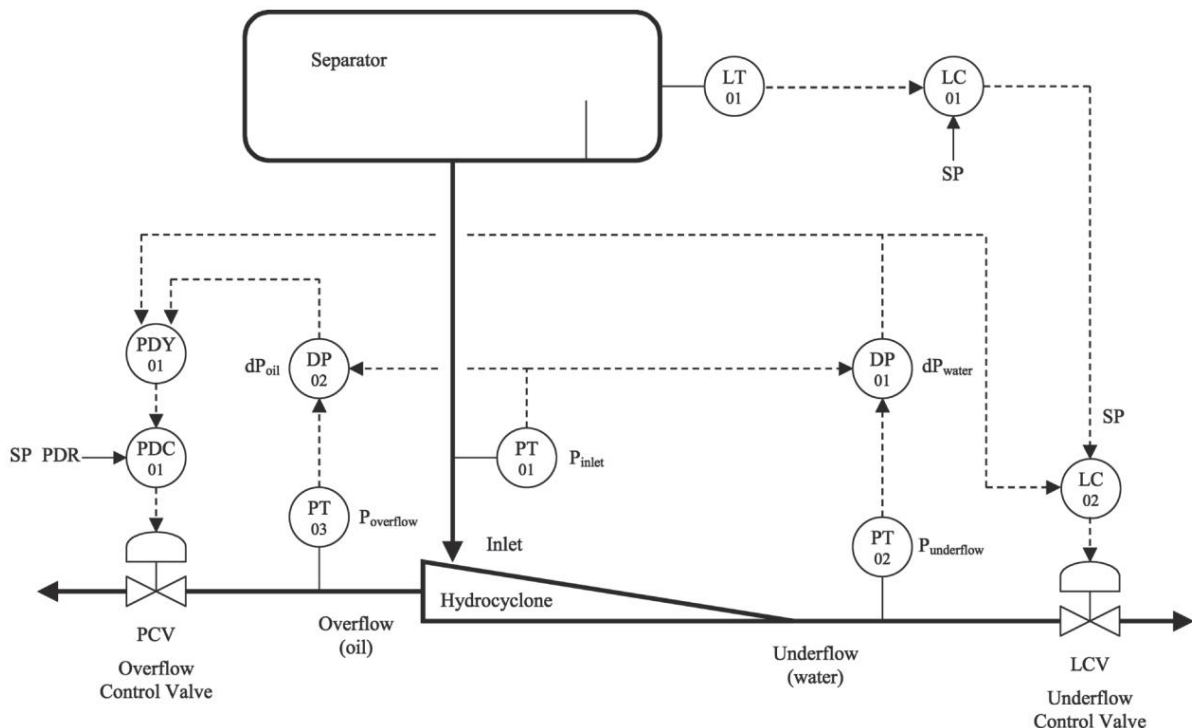 Separator
LT
01
LC
01
SP
PDY
01
dPoil
DP
02
DP
01
dPwater
SP
SP PDR
PDC
01
PT
01
Pinlet
LC
02
PT
03
Poverflow
PT
02
Punderflow
Inlet
Hydrocyclone
PCV
Overflow
Control Valve
Overflow
(oil)
Underflow
(water)
LCV
Underflow
Control Valve